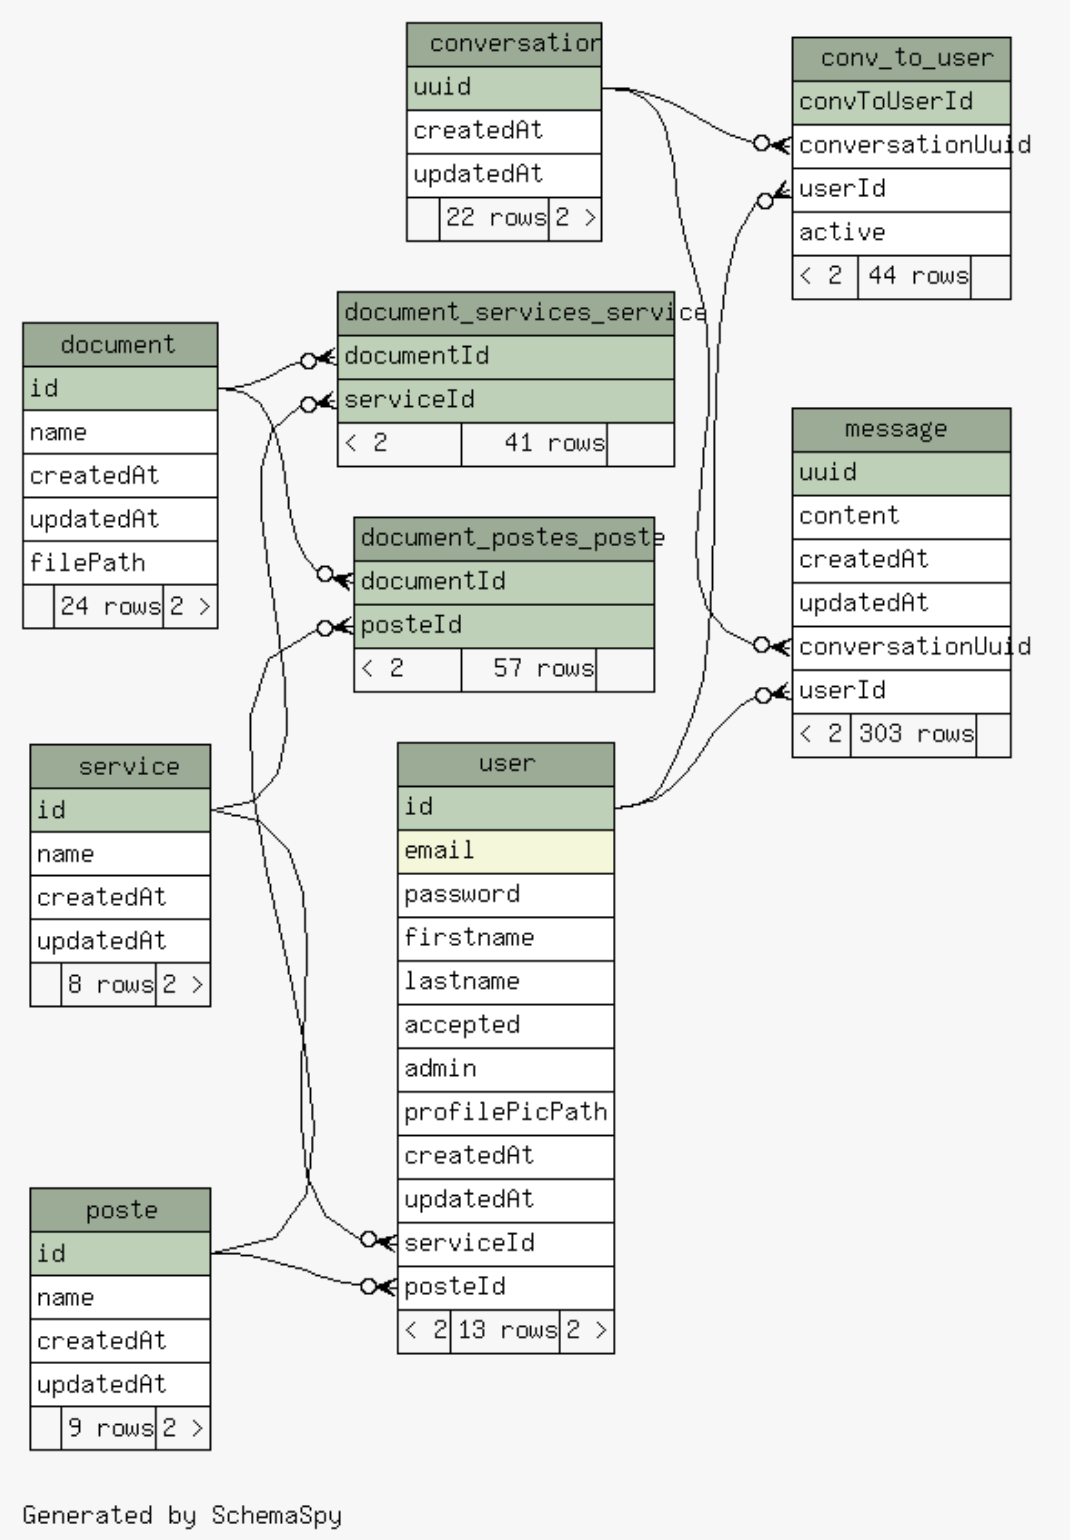 conversation
uuid
createdAt
updatedAt
22 rows 2 >
conv_to_user
convToUserId
conversationUuid
userId
active
< 2 44 rows
document_services_service
documentId
serviceId
< 2 41 rows
document
id
name
createdAt
updatedAt
filePath
24 rows 2 >
message
uuid
content
createdAt
updatedAt
conversationUuid
userId
< 2 303 rows
document_postes_poste
documentId
posteId
< 2 57 rows
service
id
name
createdAt
updatedAt
8 rows 2 >
user
id
email
password
firstname
lastname
accepted
admin
profilePicPath
createdAt
updatedAt
serviceId
posteId
< 2 13 rows 2 >
poste
id
name
createdAt
updatedAt
9 rows 2 >
Generated by SchemaSpy